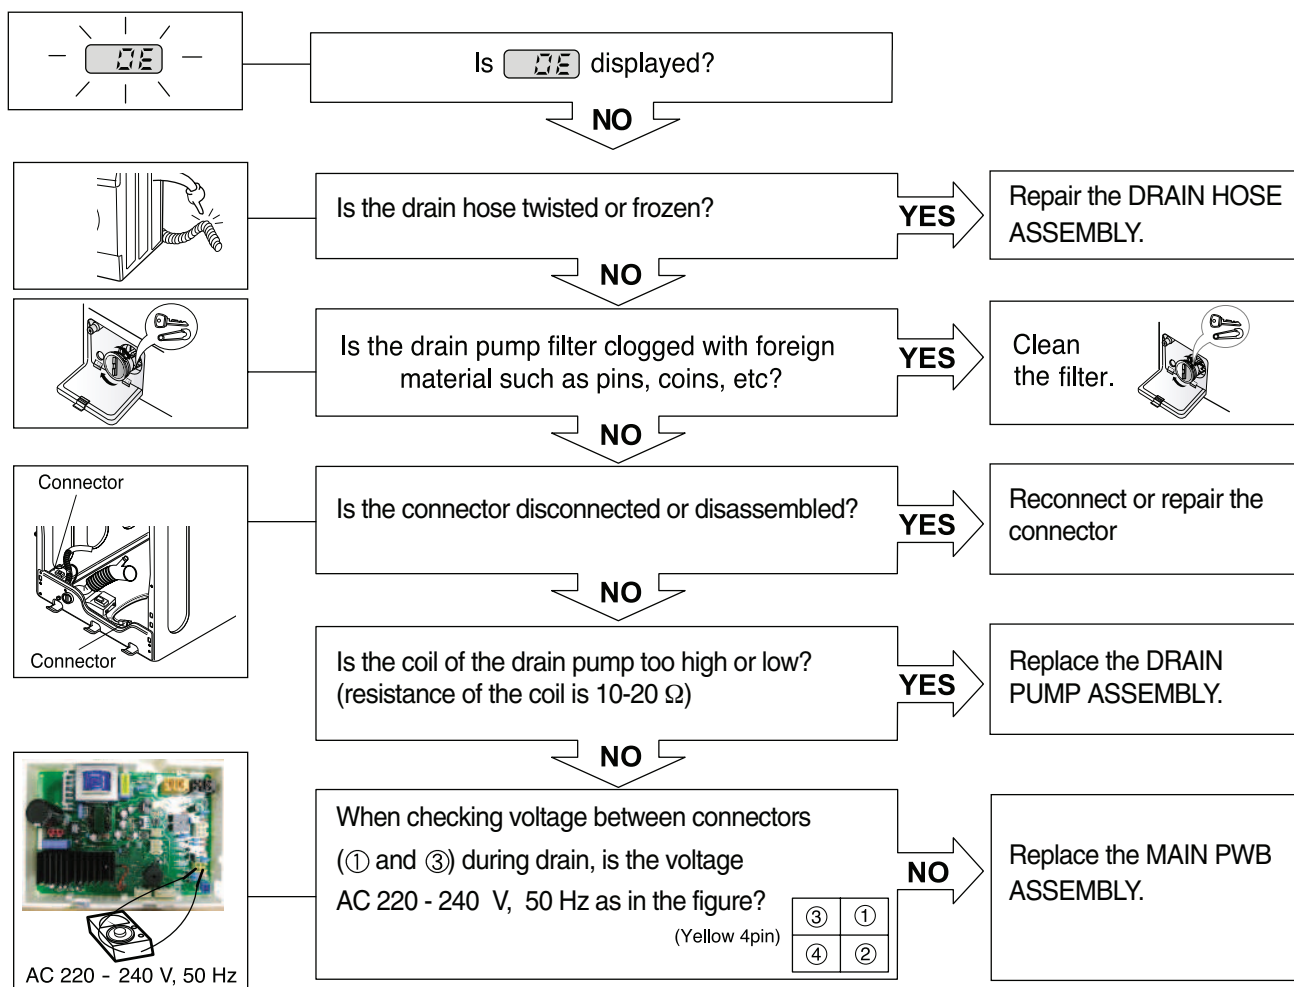 OE
Is OE displayed?
NO
Is the drain hose twisted or frozen?
YES
Repair the DRAIN HOSE
ASSEMBLY.
NO
Is the drain pump filter clogged with foreign
material such as pins, coins, etc?
YES
Clean
the filter.
NO
Connector
Connector
Is the connector disconnected or disassembled?
YES
Reconnect or repair the
connector
NO
Is the coil of the drain pump too high or low?
(resistance of the coil is 10-20 Ω)
YES
Replace the DRAIN
PUMP ASSEMBLY.
NO
AC 220 - 240 V, 50 Hz
When checking voltage between connectors
(① and ③) during drain, is the voltage
AC 220 - 240 V, 50 Hz as in the figure?
(Yellow 4pin)
③ ①
④ ②
NO
Replace the MAIN PWB
ASSEMBLY.